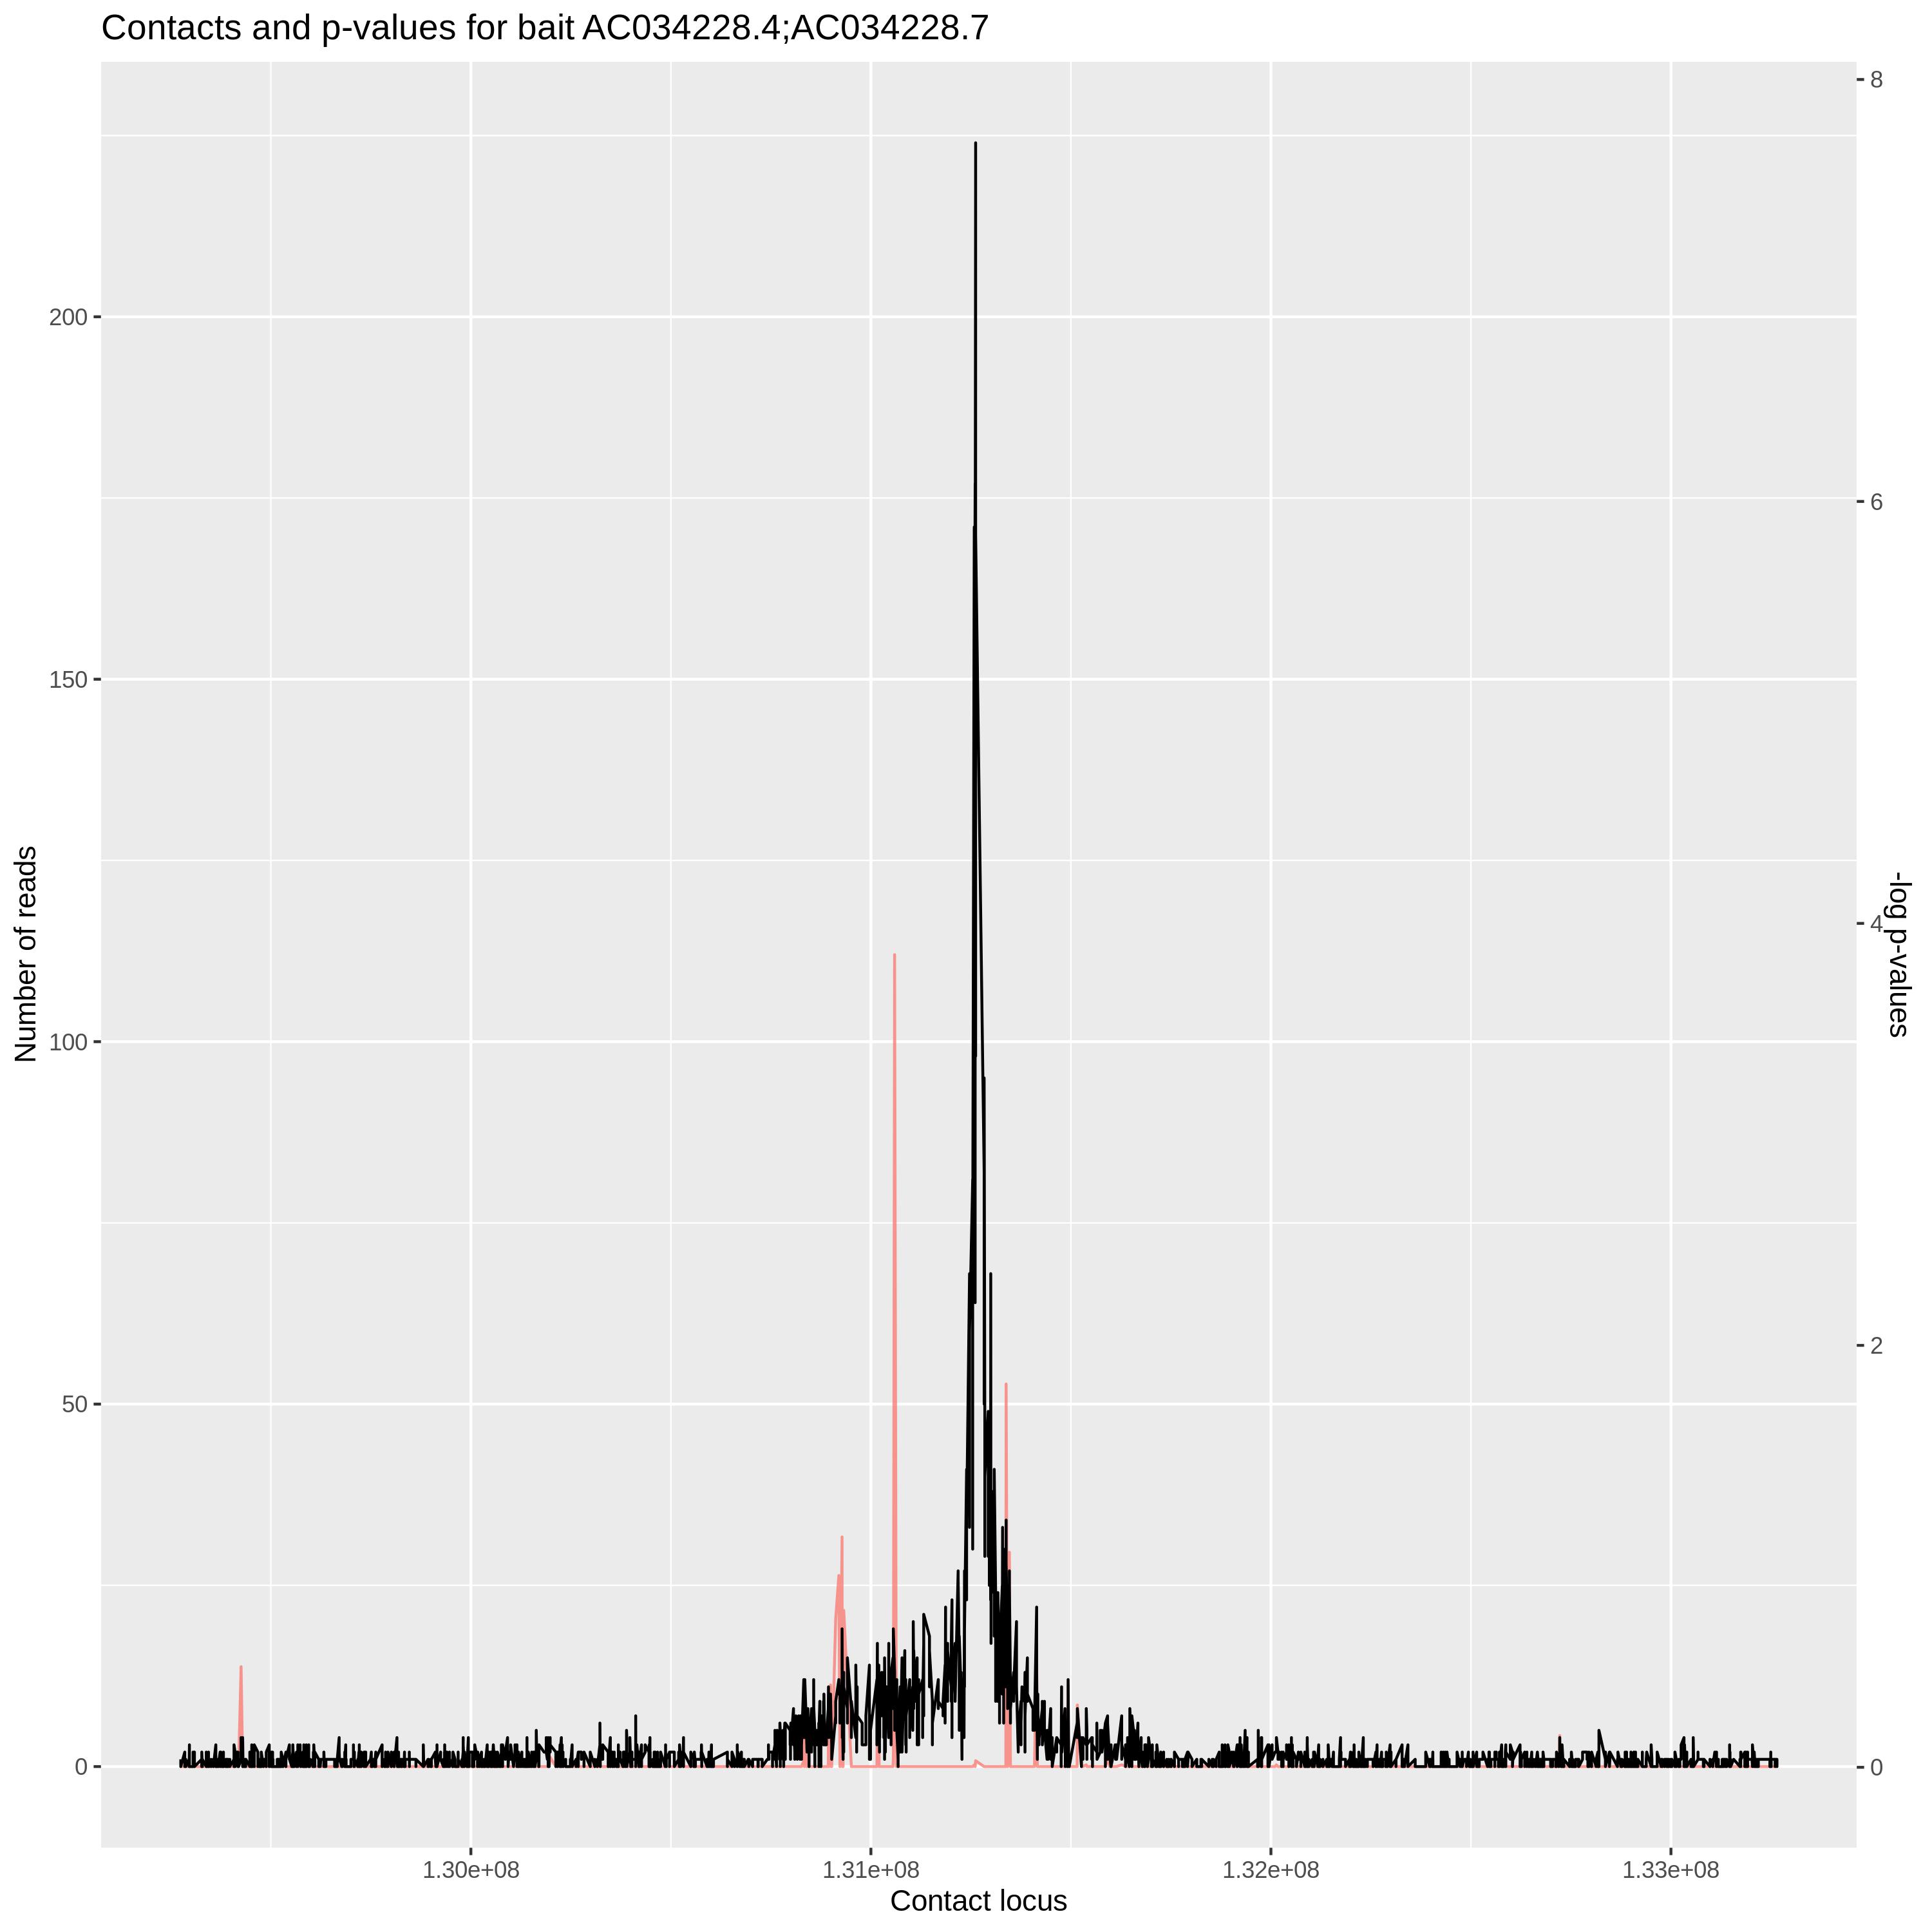 Contacts and p-values for bait AC034228.4;AC034228.7
Number of reads
200
150
100
50
0
8
6
4
2
0
-log p-values
1.30e+08
1.31e+08
1.32e+08
1.33e+08
Contact locus